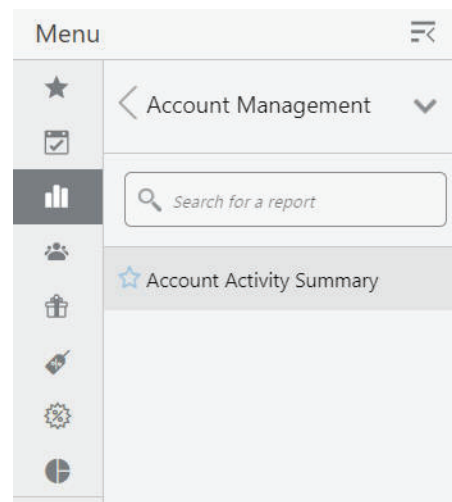 Menu
Account Management
Search for a report
Account Activity Summary